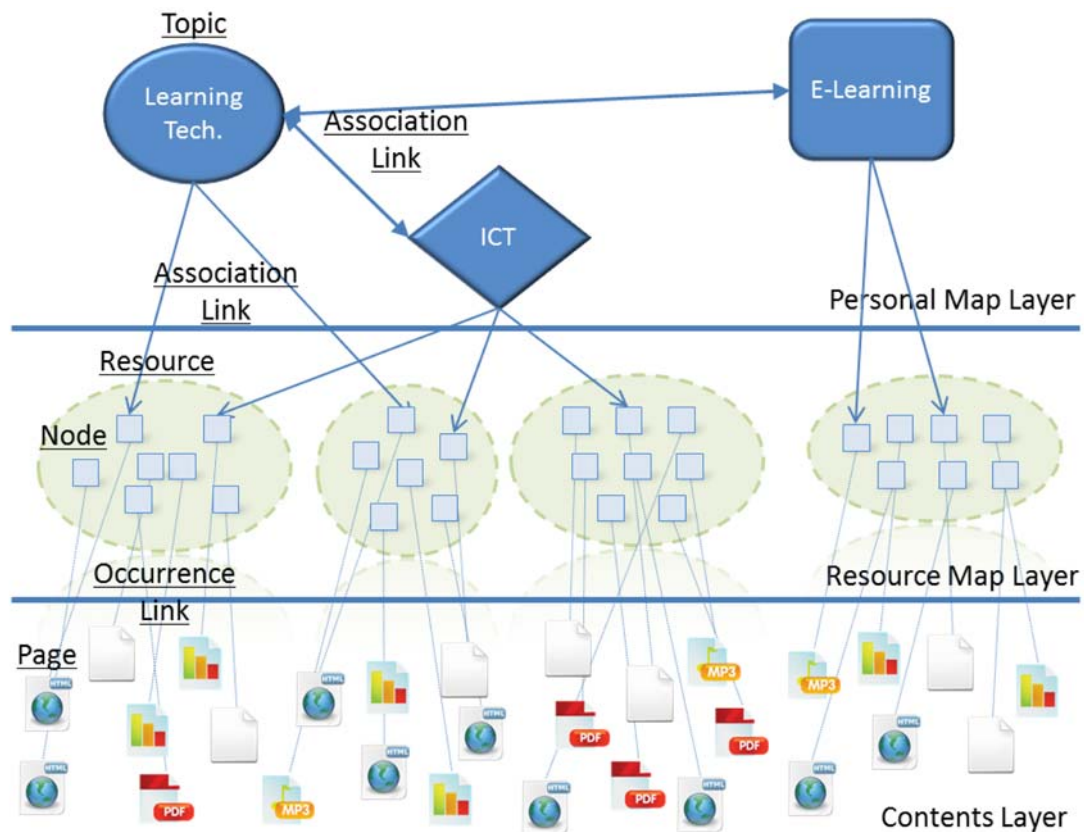 Topic
Learning
Tech.
E-Learning
Association
Link
ICT
Association
Link
Personal Map Layer
Resource
Node
Occurrence
Link
Resource Map Layer
Page
HTML
HTML
PDF
MP3
HTML
HTML
HTML
PDF
HTML
PDF
MP3
PDF
HTML
MP3
HTML
HTML
Contents Layer